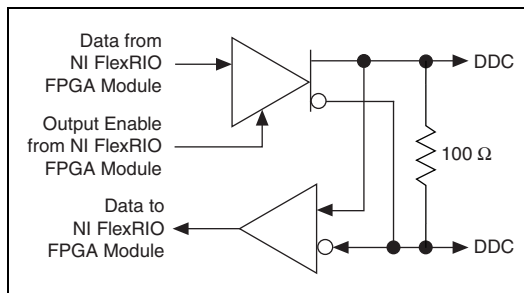 Data from
NI FlexRIO
FPGA Module
DDC
Output Enable
from NI FlexRIO
FPGA Module
100 Ω
Data to
NI FlexRIO
FPGA Module
DDC